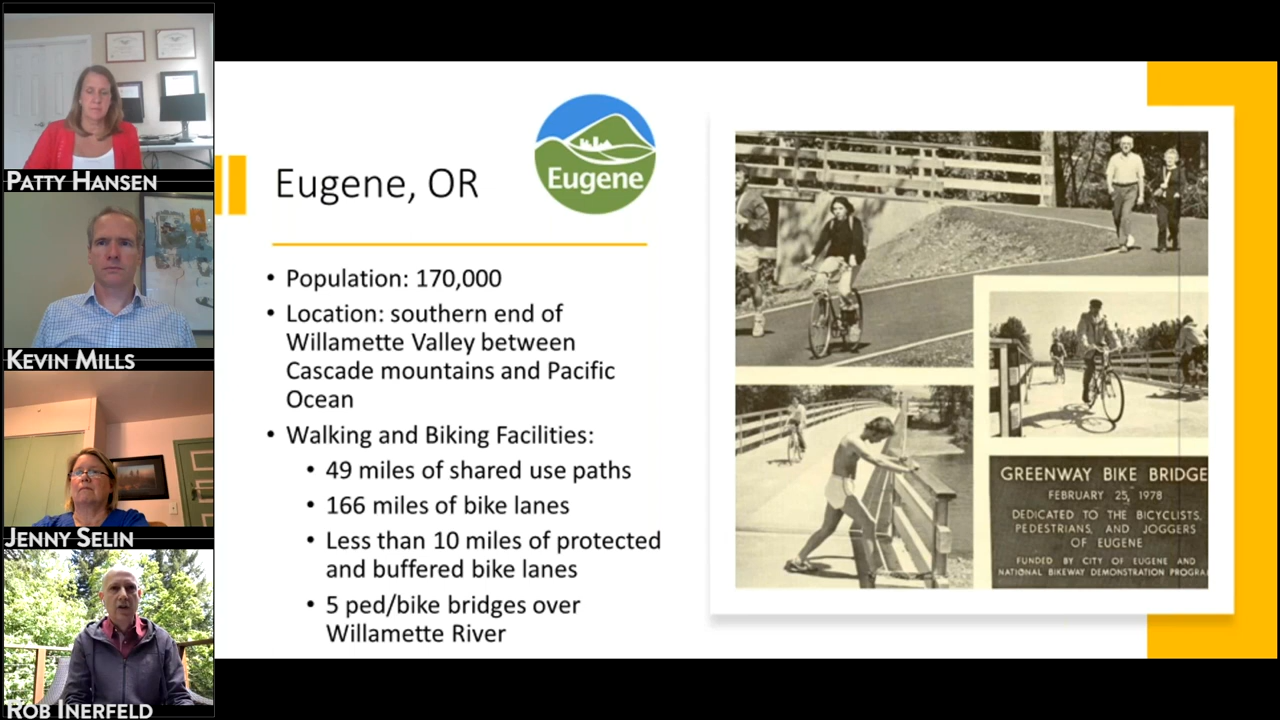 PATTY HANSEN
KEVIN MILLS
JENNY SELIN
ROB INERFELD
Eugene, OR
Eugene
• Population: 170,000
• Location: southern end of
Willamette Valley between
Cascade mountains and Pacific
Ocean
• Walking and Biking Facilities:
• 49 miles of shared use paths
• 166 miles of bike lanes
• Less than 10 miles of protected
and buffered bike lanes
• 5 ped/bike bridges over
Willamette River
GREENWAY BIKE BRIDGE
FEBRUARY 25, 1978
DEDICATED TO THE BICYCLISTS,
PEDESTRIANS, AND JOGGERS
OF EUGENE
FUNDED BY CITY OF EUGENE AND
NATIONAL BIKEWAY DEMONSTRATION PROGRA